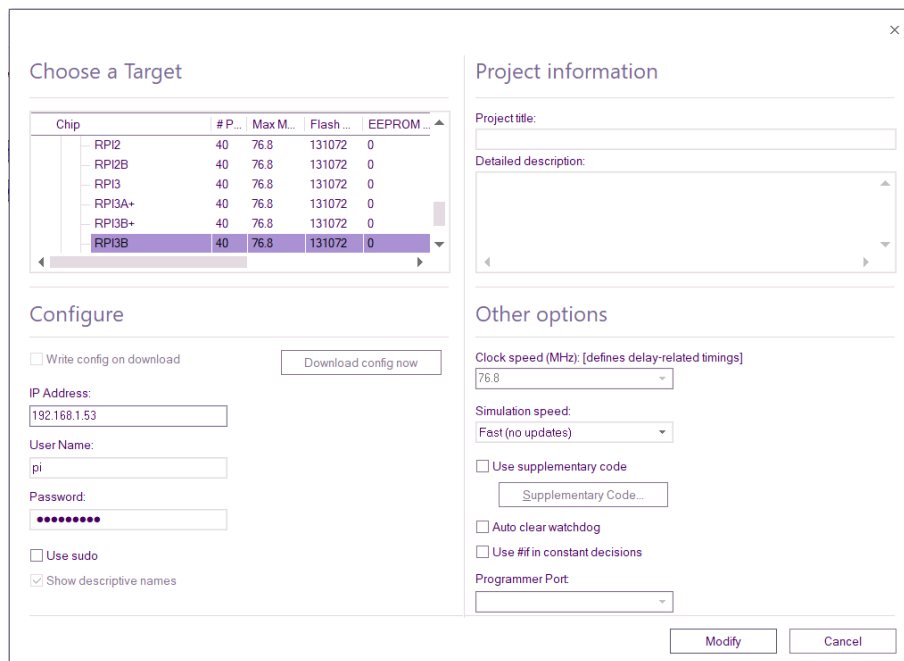 ×
Choose a Target
Chip # P... Max M... Flash ... EEPROM ...
RPI2 40 76.8 131072 0
RPI2B 40 76.8 131072 0
RPI3 40 76.8 131072 0
RPI3A+ 40 76.8 131072 0
RPI3B+ 40 76.8 131072 0
RPI3B 40 76.8 131072 0
Configure
Write config on download
Download config now
IP Address:
192.168.1.53
User Name:
pi
Password:
●●●●●●●●●
Use sudo
Show descriptive names
Project information
Project title:
Detailed description:
Other options
Clock speed (MHz): [defines delay-related timings]
76.8
Simulation speed:
Fast (no updates)
Use supplementary code
Supplementary Code...
Auto clear watchdog
Use #if in constant decisions
Programmer Port:
Modify
Cancel